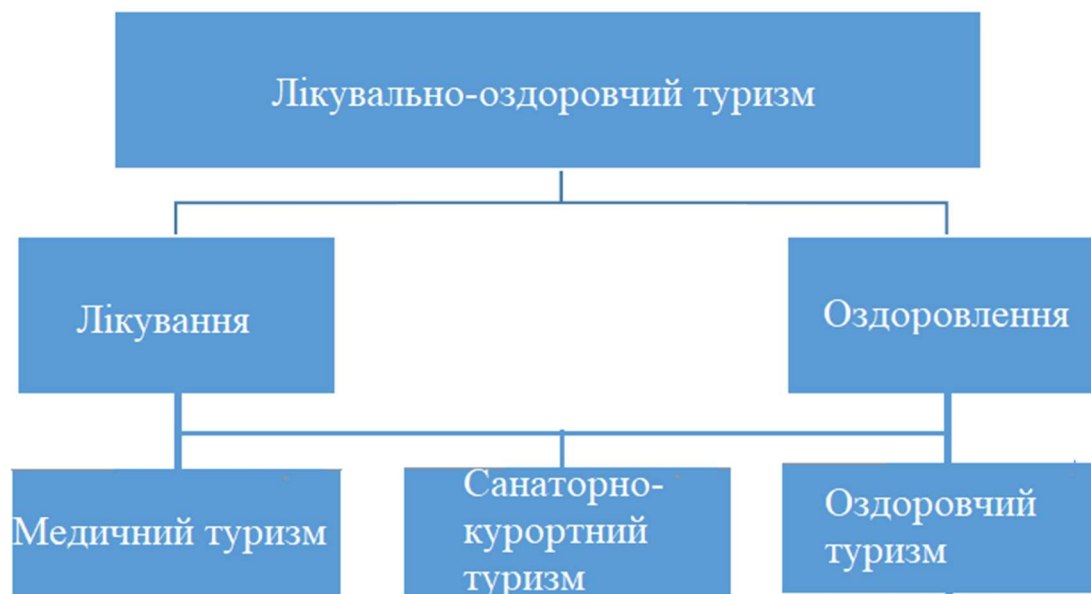 Лікувально-оздоровчий туризм
Лікування
Оздоровлення
Медичний туризм
Санаторно-
курортний
туризм
Оздоровчий
туризм